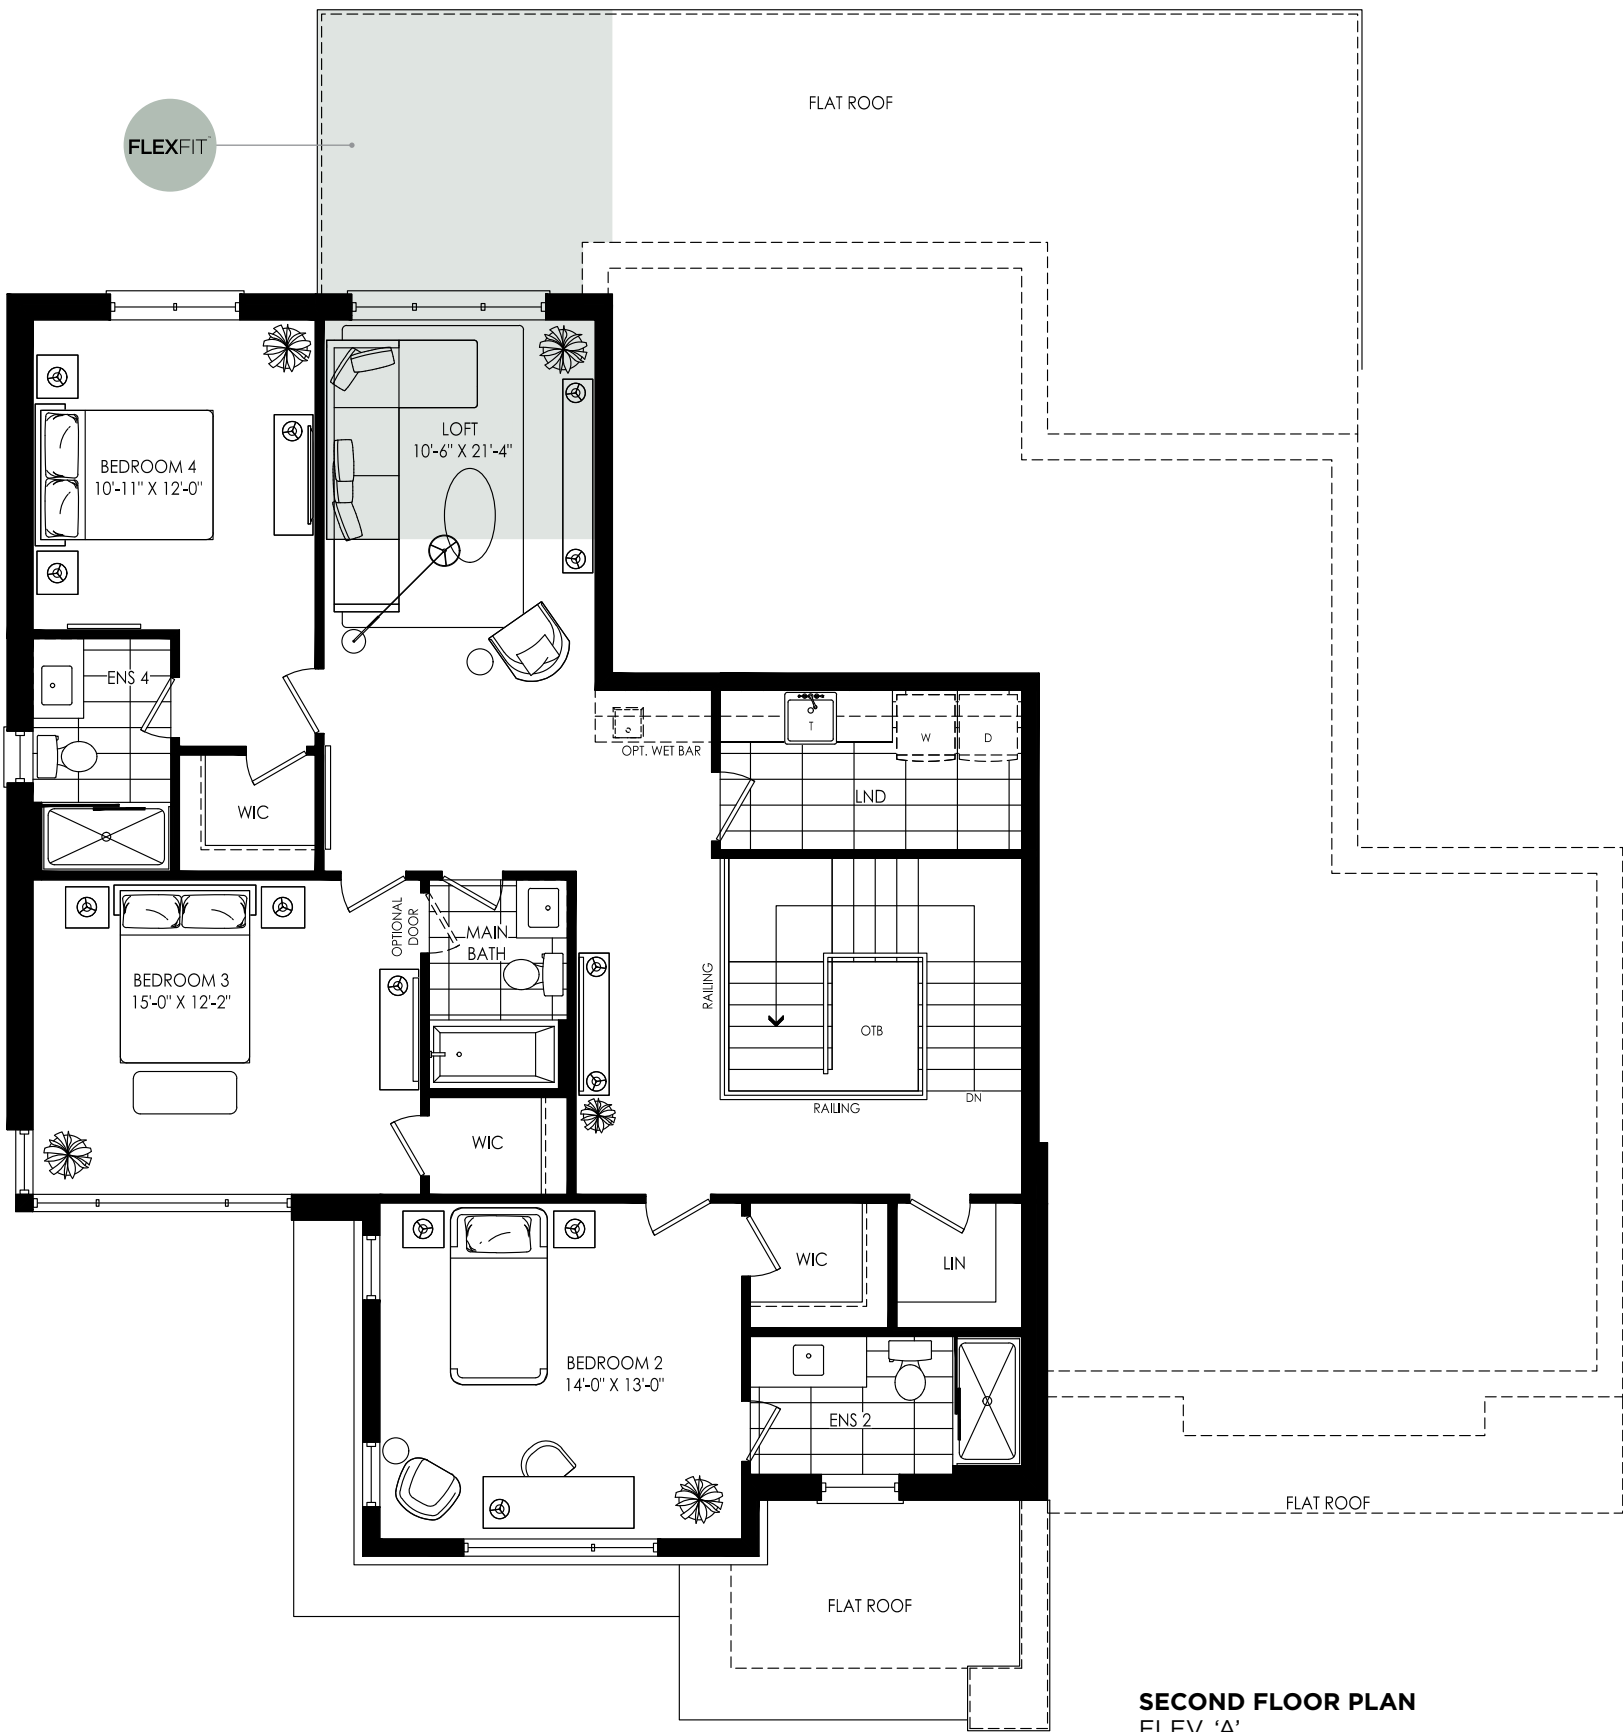 FLAT ROOF
FLEXFIT
LOFT
10'-6" X 21'-4"
BEDROOM 4
10'-11" X 12'-0"
ENS 4
T
W
D
OPT. WET BAR
LND
WIC
OPTIONAL
DOOR
MAIN
BATH
BEDROOM 3
15'-0" X 12'-2"
RAILING
OTB
DN
RAILING
WIC
WIC
LIN
BEDROOM 2
14'-0" X 13'-0"
ENS 2
FLAT ROOF
FLAT ROOF
SECOND FLOOR PLAN
ELEV. ‘A’